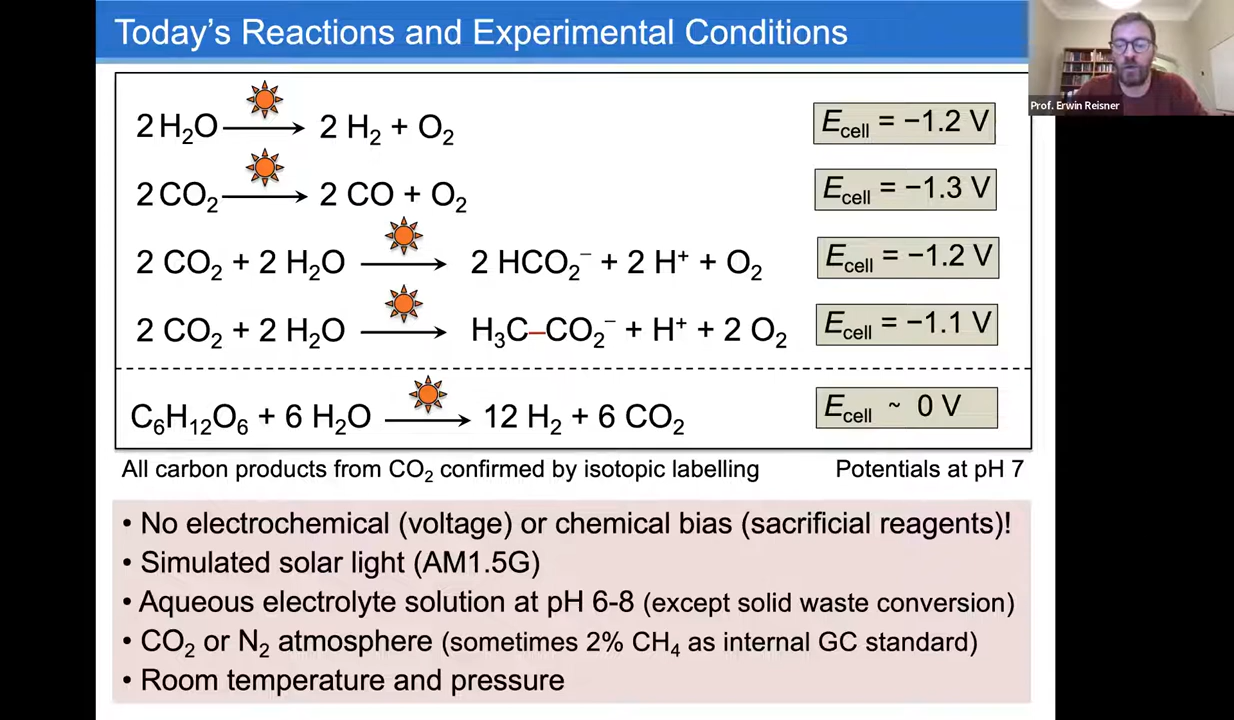 Today's Reactions and Experimental Conditions
Prof. Erwin Reisner
2 H₂O → 2 H₂ + O₂ E_cell = −1.2 V
2 CO₂ → 2 CO + O₂ E_cell = −1.3 V
2 CO₂ + 2 H₂O → 2 HCO₂⁻ + 2 H⁺ + O₂ E_cell = −1.2 V
2 CO₂ + 2 H₂O → H₃C–CO₂⁻ + H⁺ + 2 O₂ E_cell = −1.1 V
C₆H₁₂O₆ + 6 H₂O → 12 H₂ + 6 CO₂ E_cell ~ 0 V
All carbon products from CO₂ confirmed by isotopic labelling Potentials at pH 7
• No electrochemical (voltage) or chemical bias (sacrificial reagents)!
• Simulated solar light (AM1.5G)
• Aqueous electrolyte solution at pH 6-8 (except solid waste conversion)
• CO₂ or N₂ atmosphere (sometimes 2% CH₄ as internal GC standard)
• Room temperature and pressure